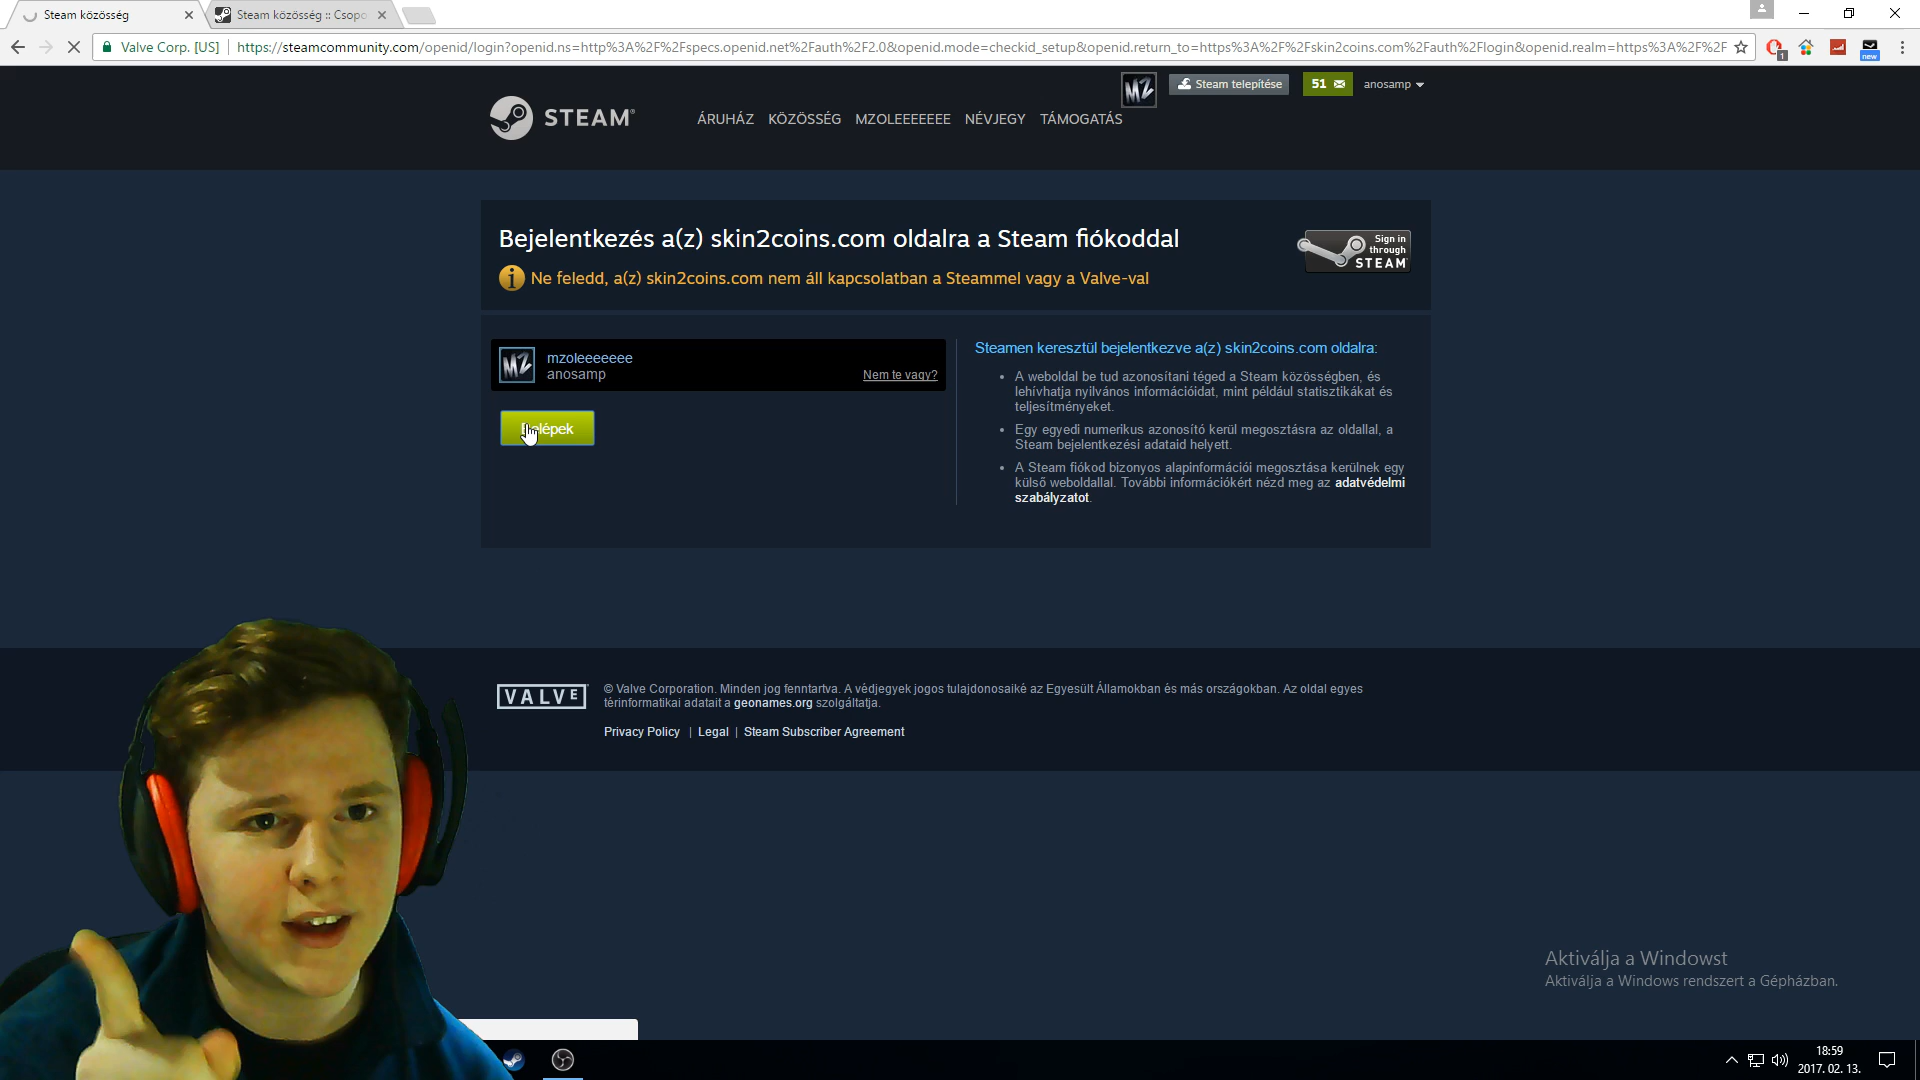 Steam közösség
Steam közösség :: Csopo
Valve Corp. [US]
https://steamcommunity.com/openid/login?openid.ns=http%3A%2F%2Fspecs.openid.net%2Fauth%2F2.0&openid.mode=checkid_setup&openid.return_to=https%3A%2F%2Fskin2coins.com%2Fauth%2Flogin&openid.realm=https%3A%2F%2F
1
new
STEAM®
ÁRUHÁZ KÖZÖSSÉG MZOLEEEEEEE NÉVJEGY TÁMOGATÁS
MZ
Steam telepítése
51
anosamp
Bejelentkezés a(z) skin2coins.com oldalra a Steam fiókoddal
Ne feledd, a(z) skin2coins.com nem áll kapcsolatban a Steammel vagy a Valve-val
Sign in
through
STEAM
MZ
mzoleeeeeee
anosamp
Nem te vagy?
Steamen keresztül bejelentkezve a(z) skin2coins.com oldalra:
A weboldal be tud azonosítani téged a Steam közösségben, és
lehívhatja nyilvános információidat, mint például statisztikákat és
teljesítményeket.
Egy egyedi numerikus azonosító kerül megosztásra az oldallal, a
Steam bejelentkezési adataid helyett.
A Steam fiókod bizonyos alapinformációi megosztása kerülnek egy
külső weboldallal. További információkért nézd meg az adatvédelmi
szabályzatot.
VALVE
© Valve Corporation. Minden jog fenntartva. A védjegyek jogos tulajdonosaiké az Egyesült Államokban és más országokban. Az oldal egyes
térinformatikai adatait a geonames.org szolgáltatja.
Privacy Policy | Legal | Steam Subscriber Agreement
Aktiválja a Windowst
Aktiválja a Windows rendszert a Gépházban.
18:59
2017. 02. 13.